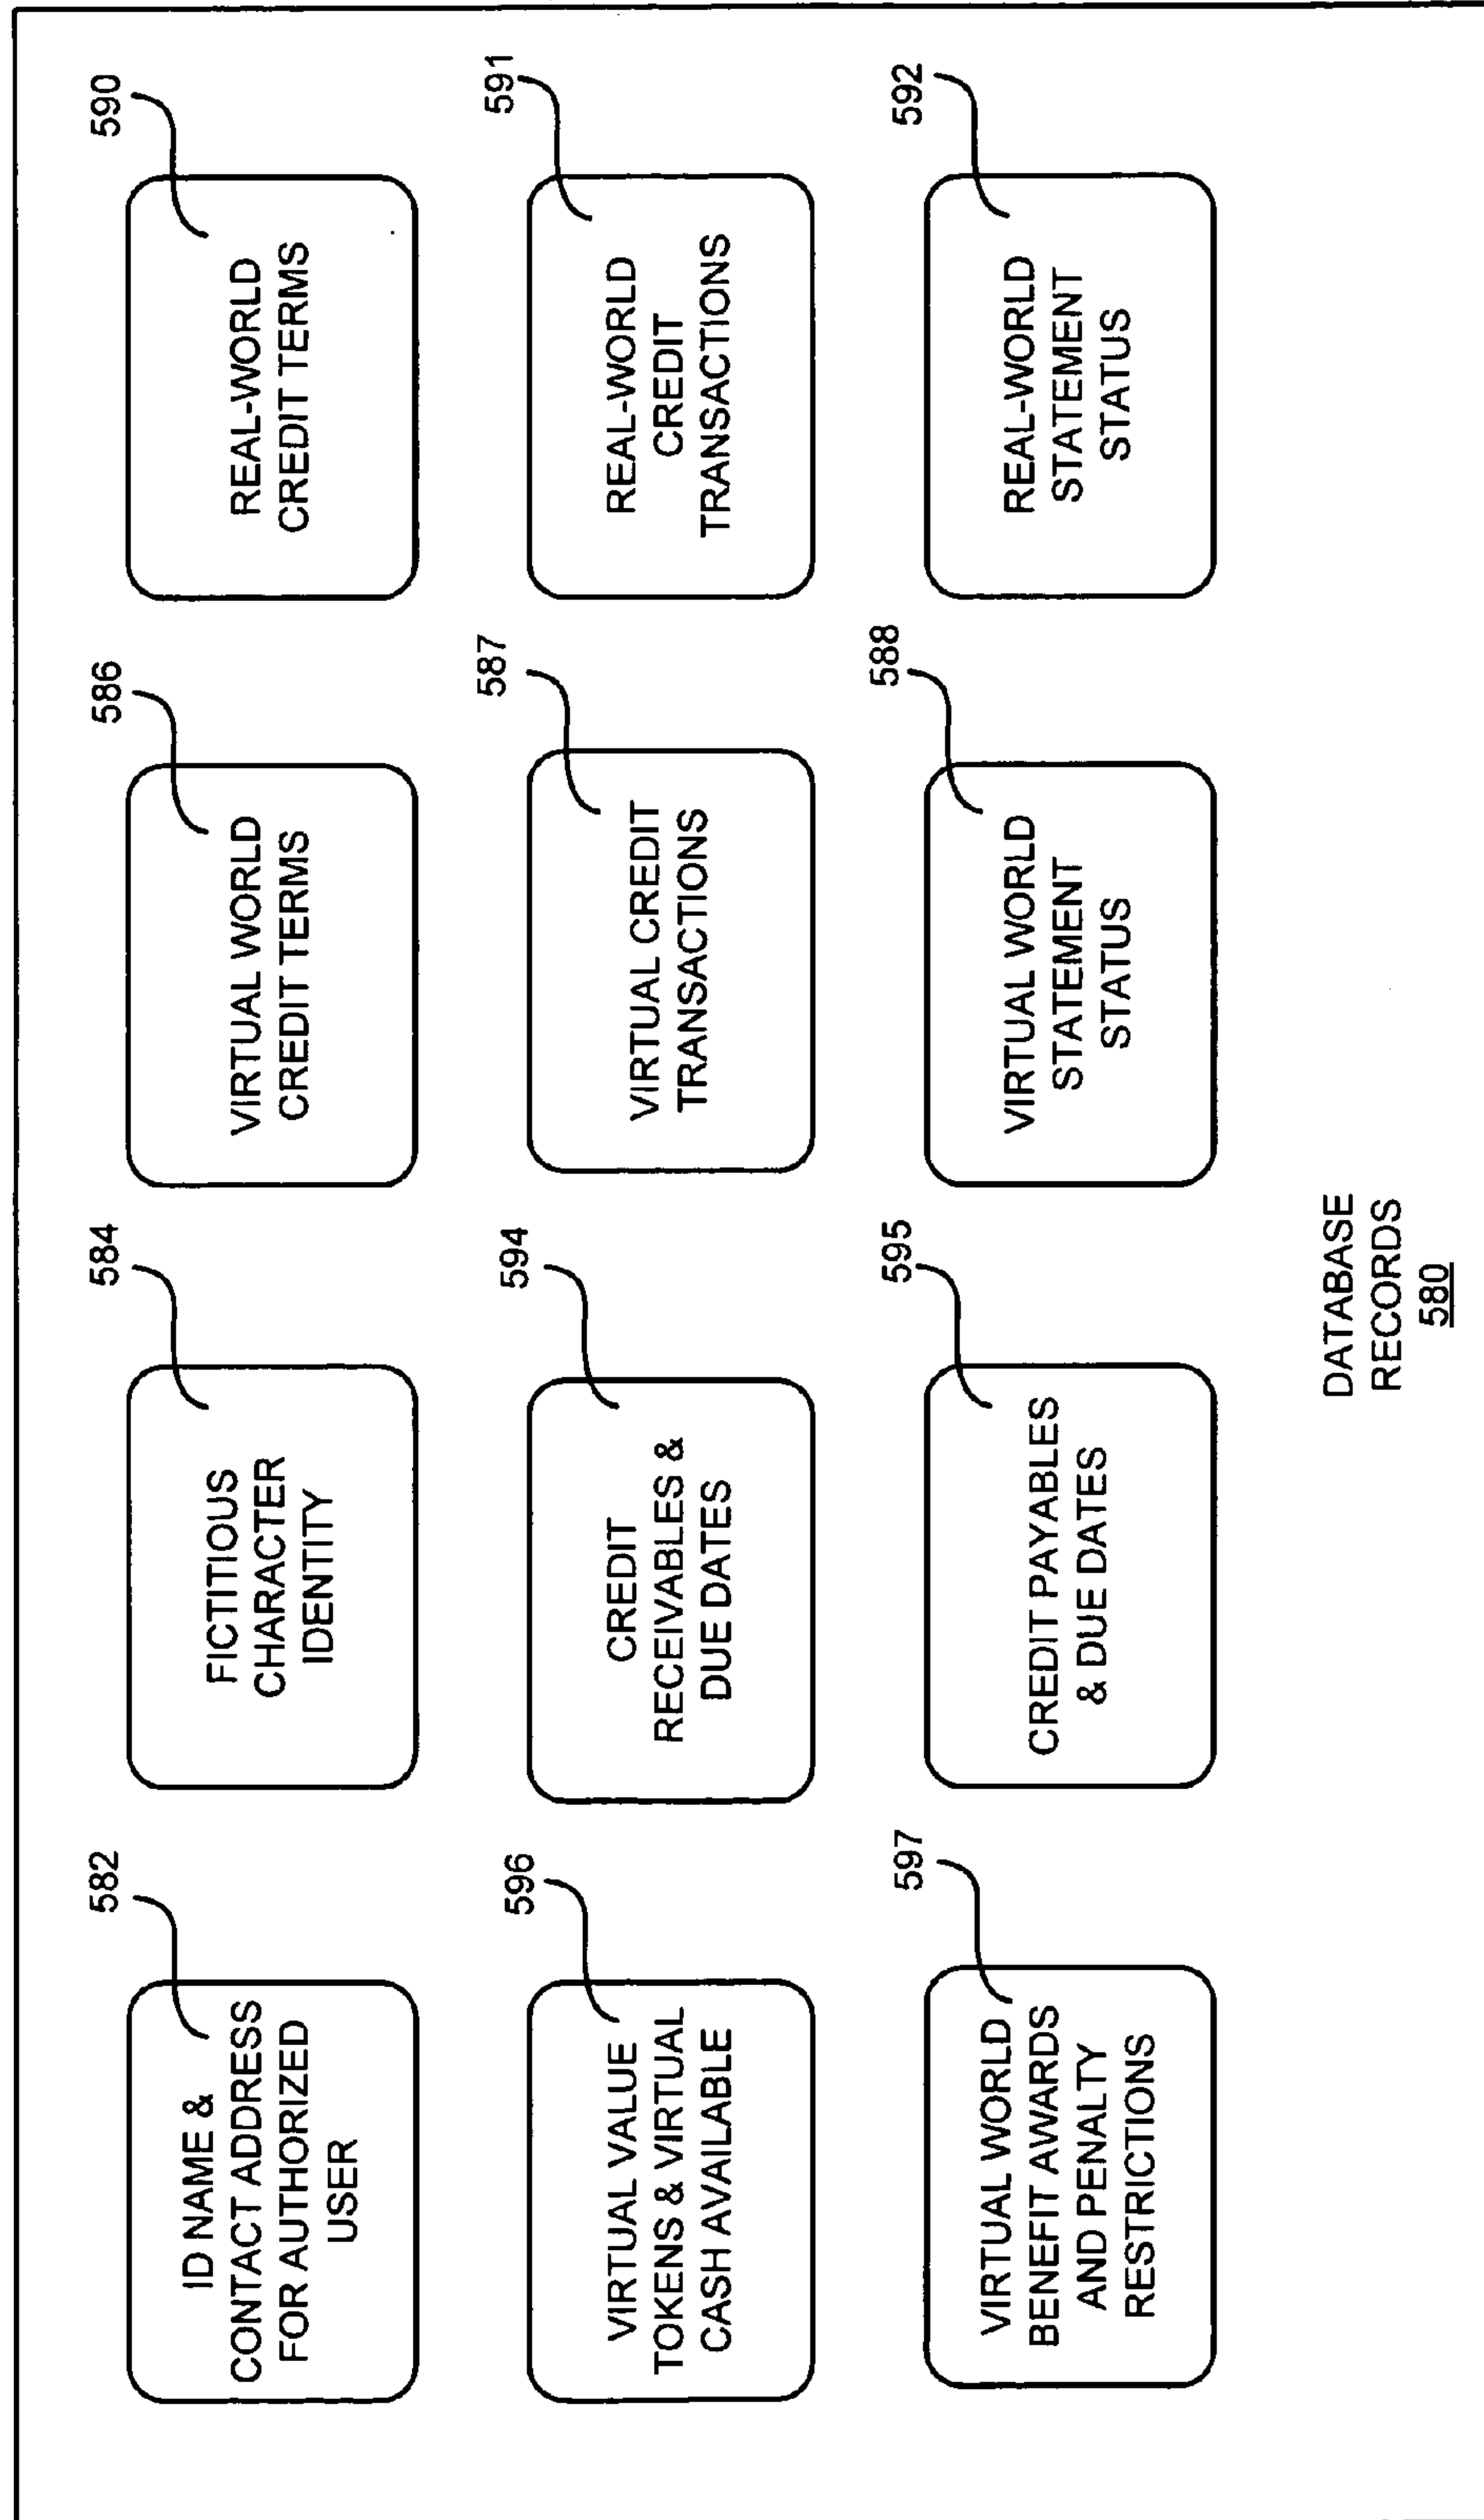 582
ID NAME &
CONTACT ADDRESS
FOR AUTHORIZED
USER
584
FICTITIOUS
CHARACTER
IDENTITY
586
VIRTUAL WORLD
CREDIT TERMS
590
REAL-WORLD
CREDIT TERMS
596
VIRTUAL VALUE
TOKENS & VIRTUAL
CASH AVAILABLE
594
CREDIT
RECEIVABLES &
DUE DATES
587
VIRTUAL CREDIT
TRANSACTIONS
591
REAL-WORLD
CREDIT
TRANSACTIONS
597
VIRTUAL WORLD
BENEFIT AWARDS
AND PENALTY
RESTRICTIONS
595
CREDIT PAYABLES
& DUE DATES
588
VIRTUAL WORLD
STATEMENT
STATUS
592
REAL-WORLD
STATEMENT
STATUS
DATABASE
RECORDS
580